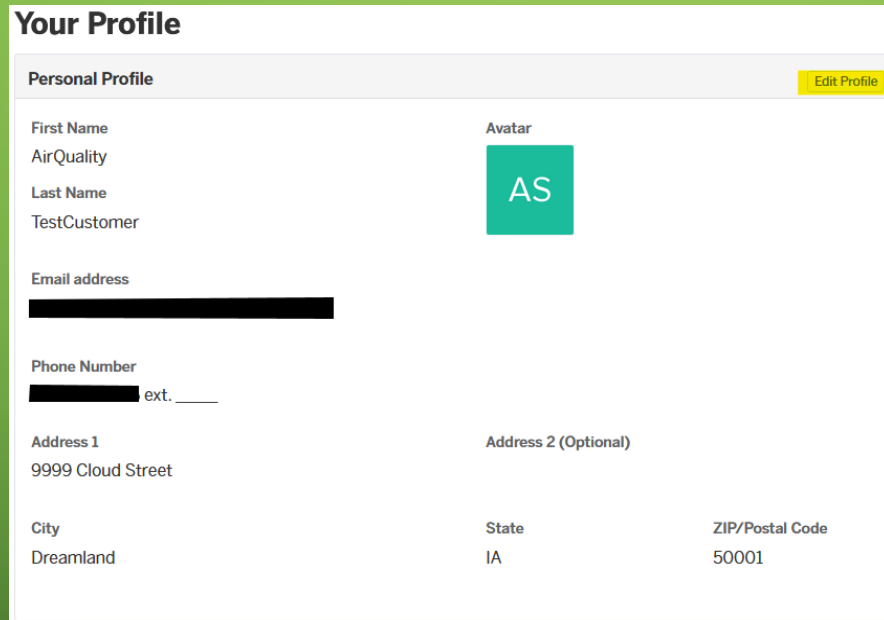 Your Profile
Personal Profile
Edit Profile
First Name
Avatar
AirQuality
AS
Last Name
TestCustomer
Email address
Phone Number
ext. _____
Address 1
Address 2 (Optional)
9999 Cloud Street
City
State
ZIP/Postal Code
Dreamland
IA
50001